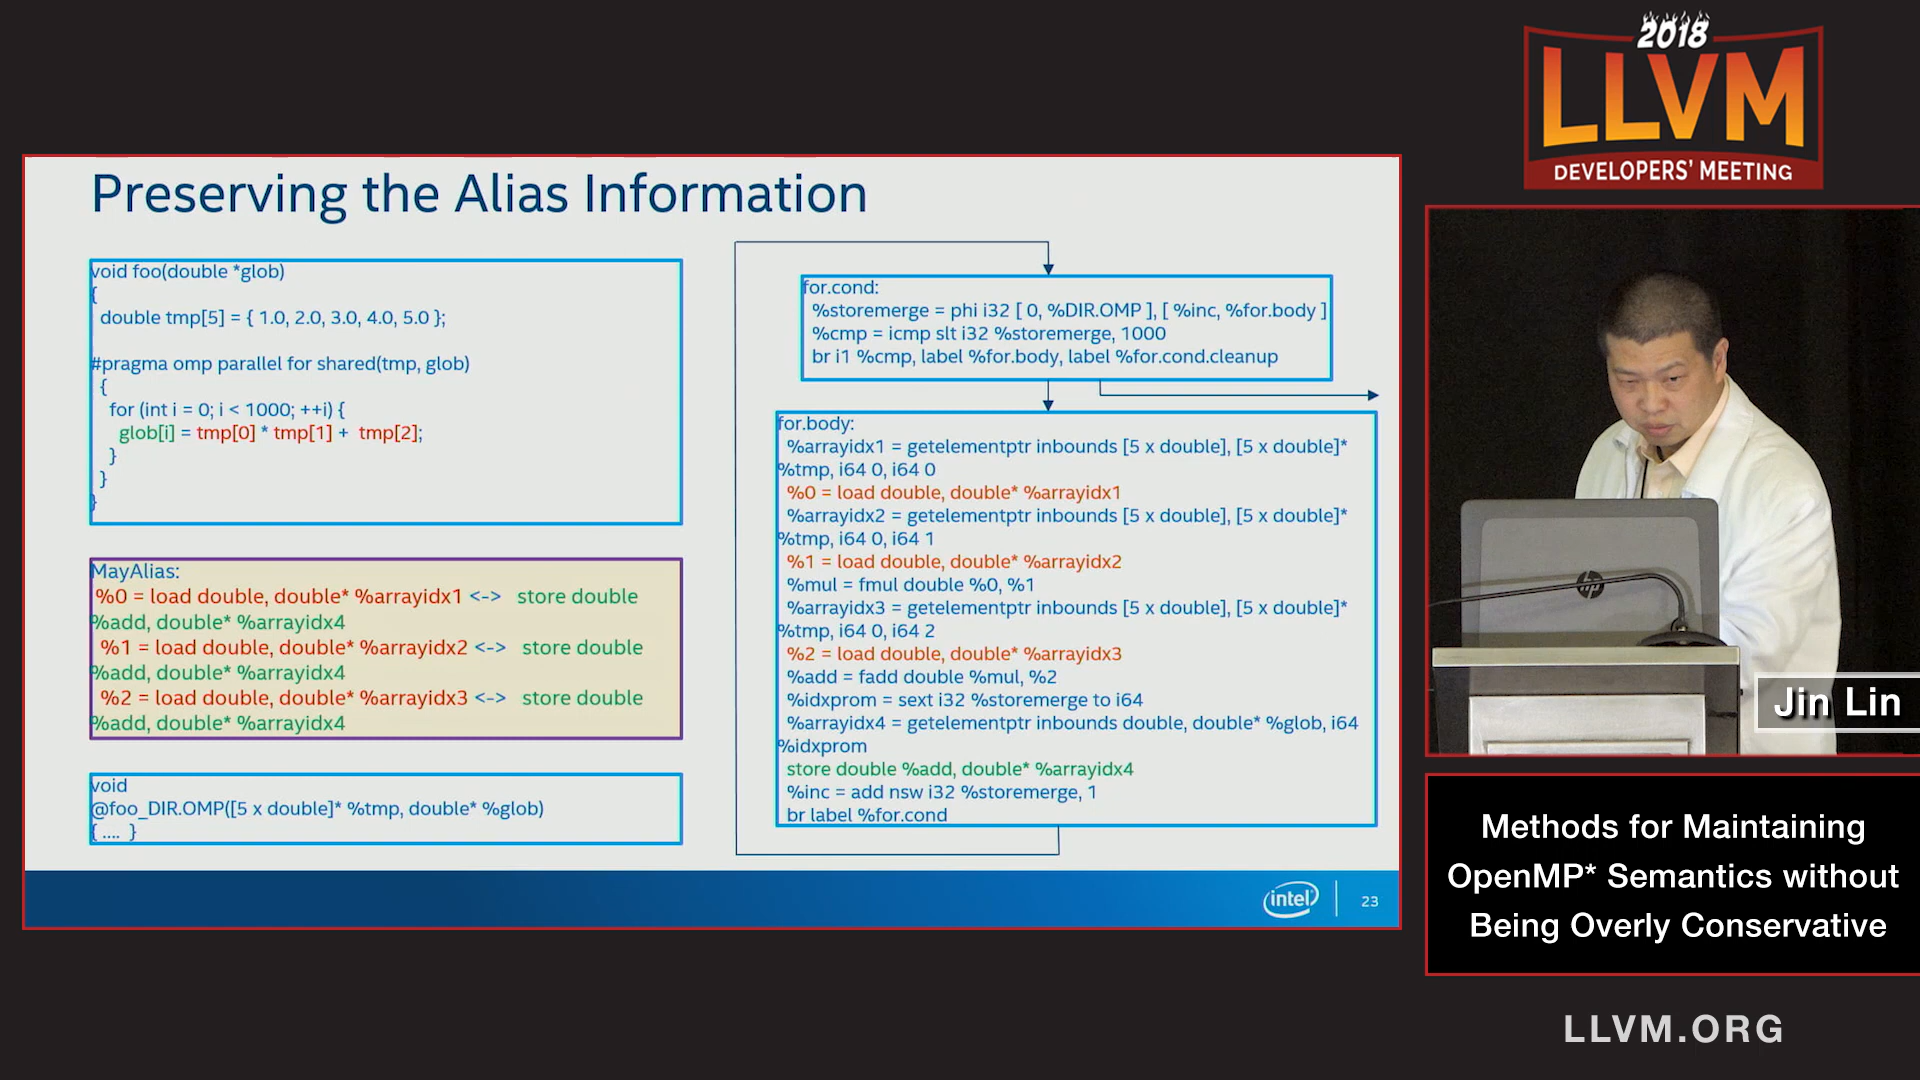 Preserving the Alias Information
void foo(double *glob)
{
double tmp[5] = { 1.0, 2.0, 3.0, 4.0, 5.0 };
#pragma omp parallel for shared(tmp, glob)
{
for (int i = 0; i < 1000; ++i) {
glob[i] = tmp[0] * tmp[1] + tmp[2];
}
}
}
MayAlias:
%0 = load double, double* %arrayidx1 <-> store double
%add, double* %arrayidx4
%1 = load double, double* %arrayidx2 <-> store double
%add, double* %arrayidx4
%2 = load double, double* %arrayidx3 <-> store double
%add, double* %arrayidx4
void
@foo_DIR.OMP([5 x double]* %tmp, double* %glob)
{ .... }
for.cond:
%storemerge = phi i32 [ 0, %DIR.OMP ], [ %inc, %for.body ]
%cmp = icmp slt i32 %storemerge, 1000
br i1 %cmp, label %for.body, label %for.cond.cleanup
for.body:
%arrayidx1 = getelementptr inbounds [5 x double], [5 x double]*
%tmp, i64 0, i64 0
%0 = load double, double* %arrayidx1
%arrayidx2 = getelementptr inbounds [5 x double], [5 x double]*
%tmp, i64 0, i64 1
%1 = load double, double* %arrayidx2
%mul = fmul double %0, %1
%arrayidx3 = getelementptr inbounds [5 x double], [5 x double]*
%tmp, i64 0, i64 2
%2 = load double, double* %arrayidx3
%add = fadd double %mul, %2
%idxprom = sext i32 %storemerge to i64
%arrayidx4 = getelementptr inbounds double, double* %glob, i64
%idxprom
store double %add, double* %arrayidx4
%inc = add nsw i32 %storemerge, 1
br label %for.cond
intel
23
2018
LLVM
DEVELOPERS' MEETING
hp
Jin Lin
Methods for Maintaining
OpenMP* Semantics without
Being Overly Conservative
LLVM.ORG